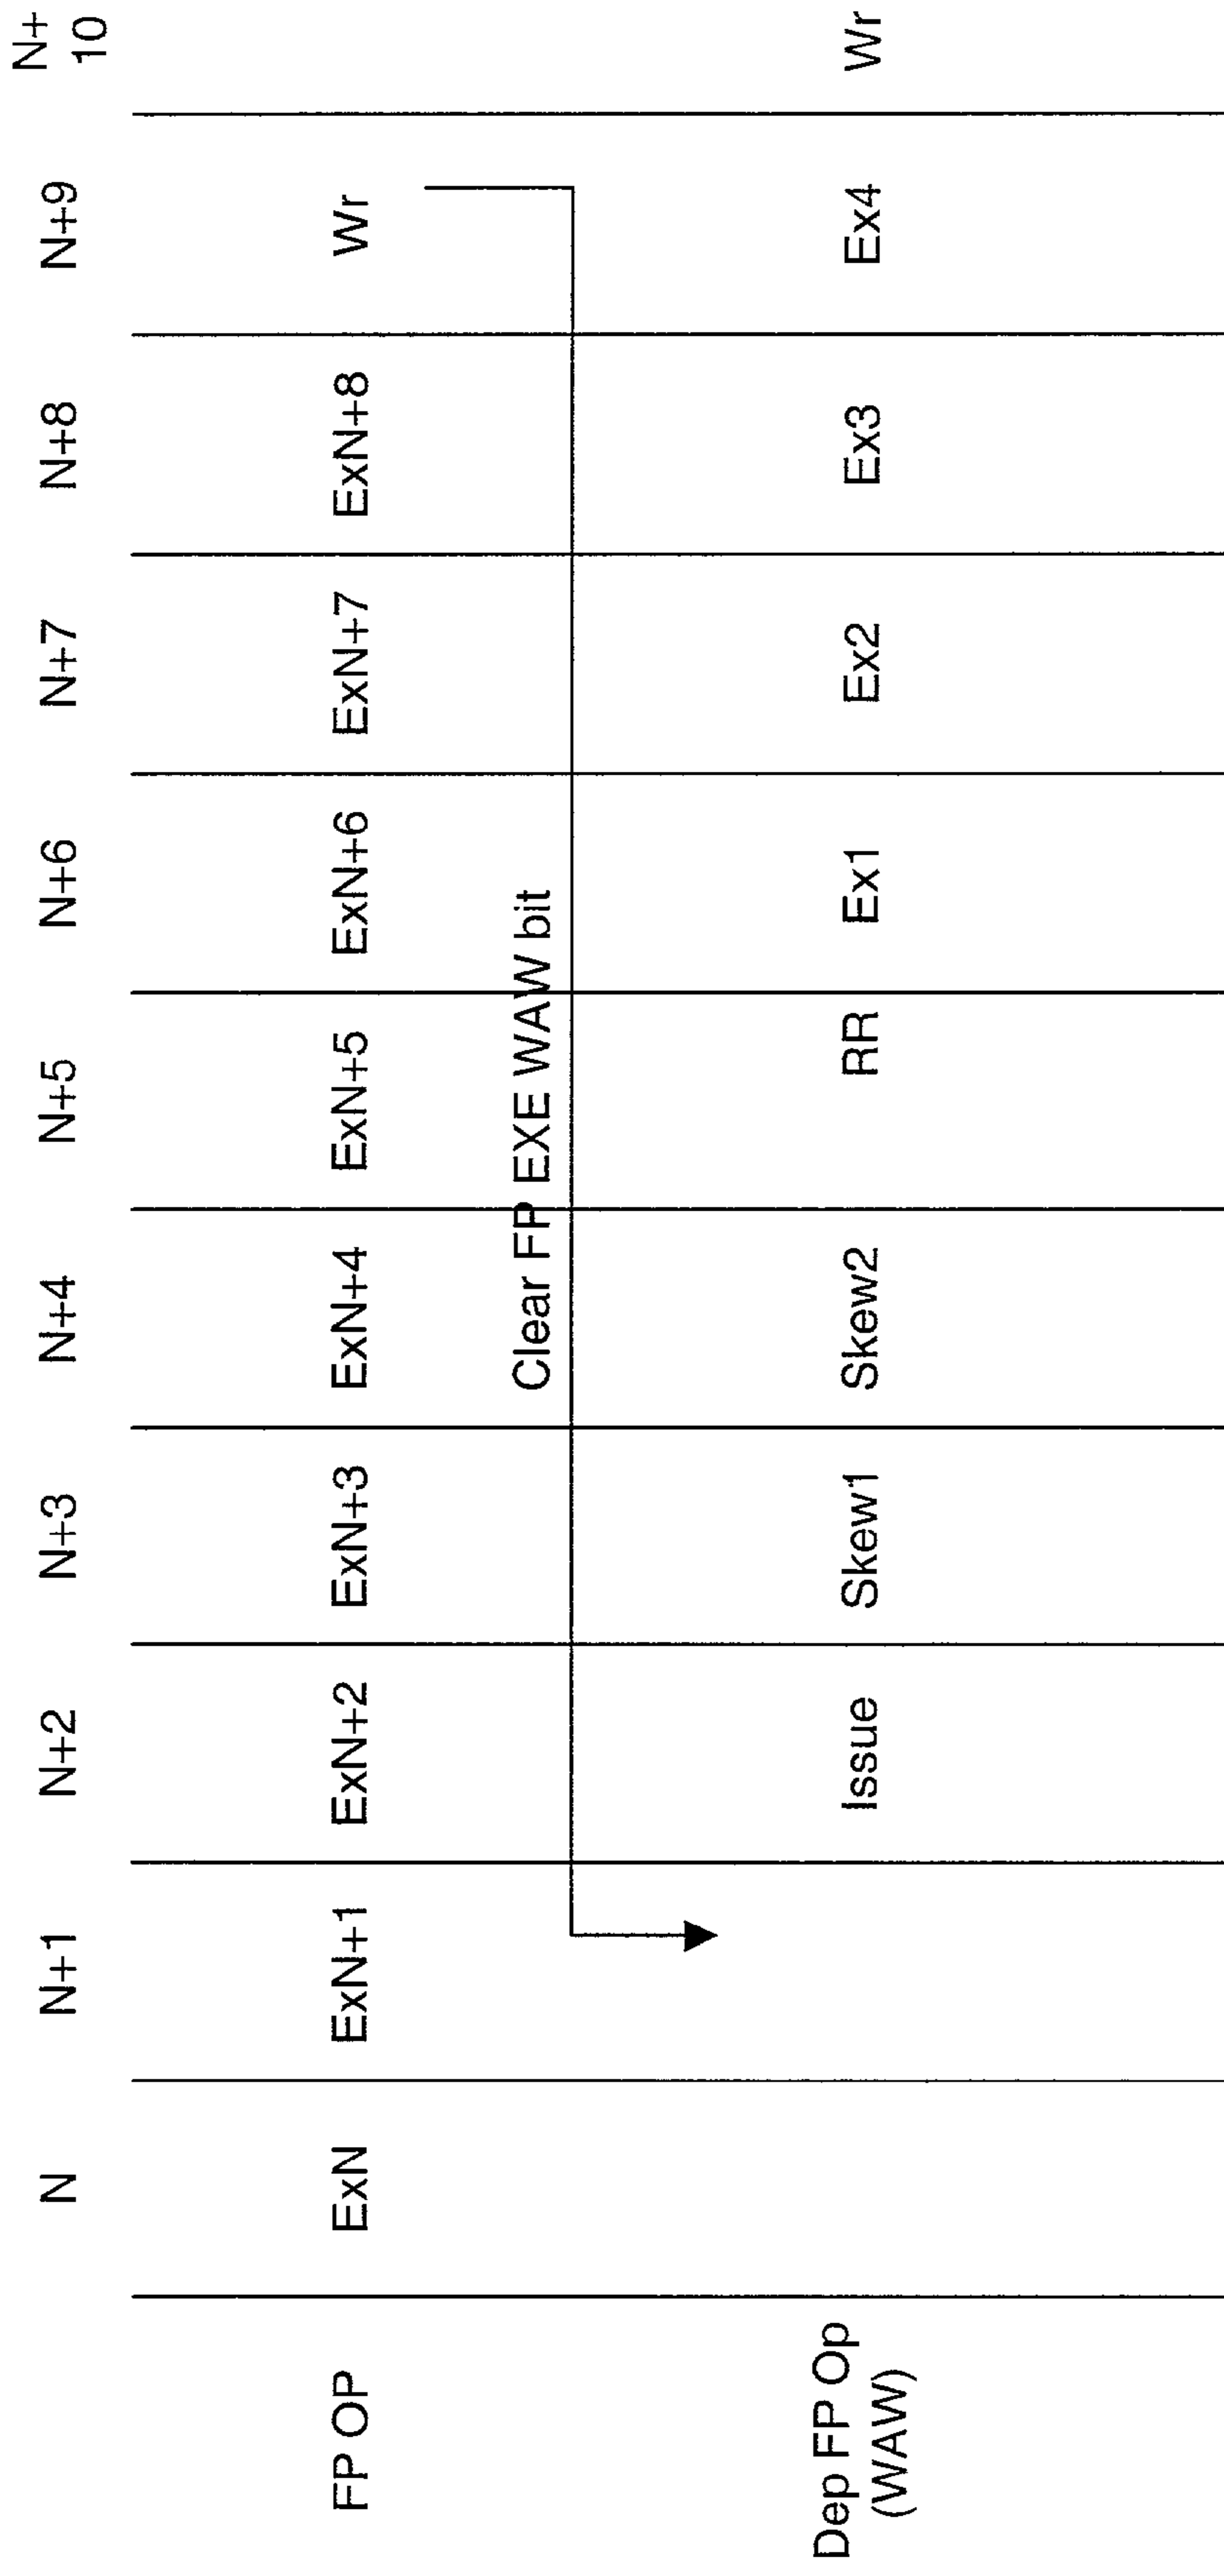 N N+1 N+2 N+3 N+4 N+5 N+6 N+7 N+8 N+9 N+
10
FP OP ExN ExN+1 ExN+2 ExN+3 ExN+4 ExN+5 ExN+6 ExN+7 ExN+8 Wr
Clear FP EXE WAW bit
Dep FP Op Issue Skew1 Skew2 RR Ex1 Ex2 Ex3 Ex4 Wr
(WAW)